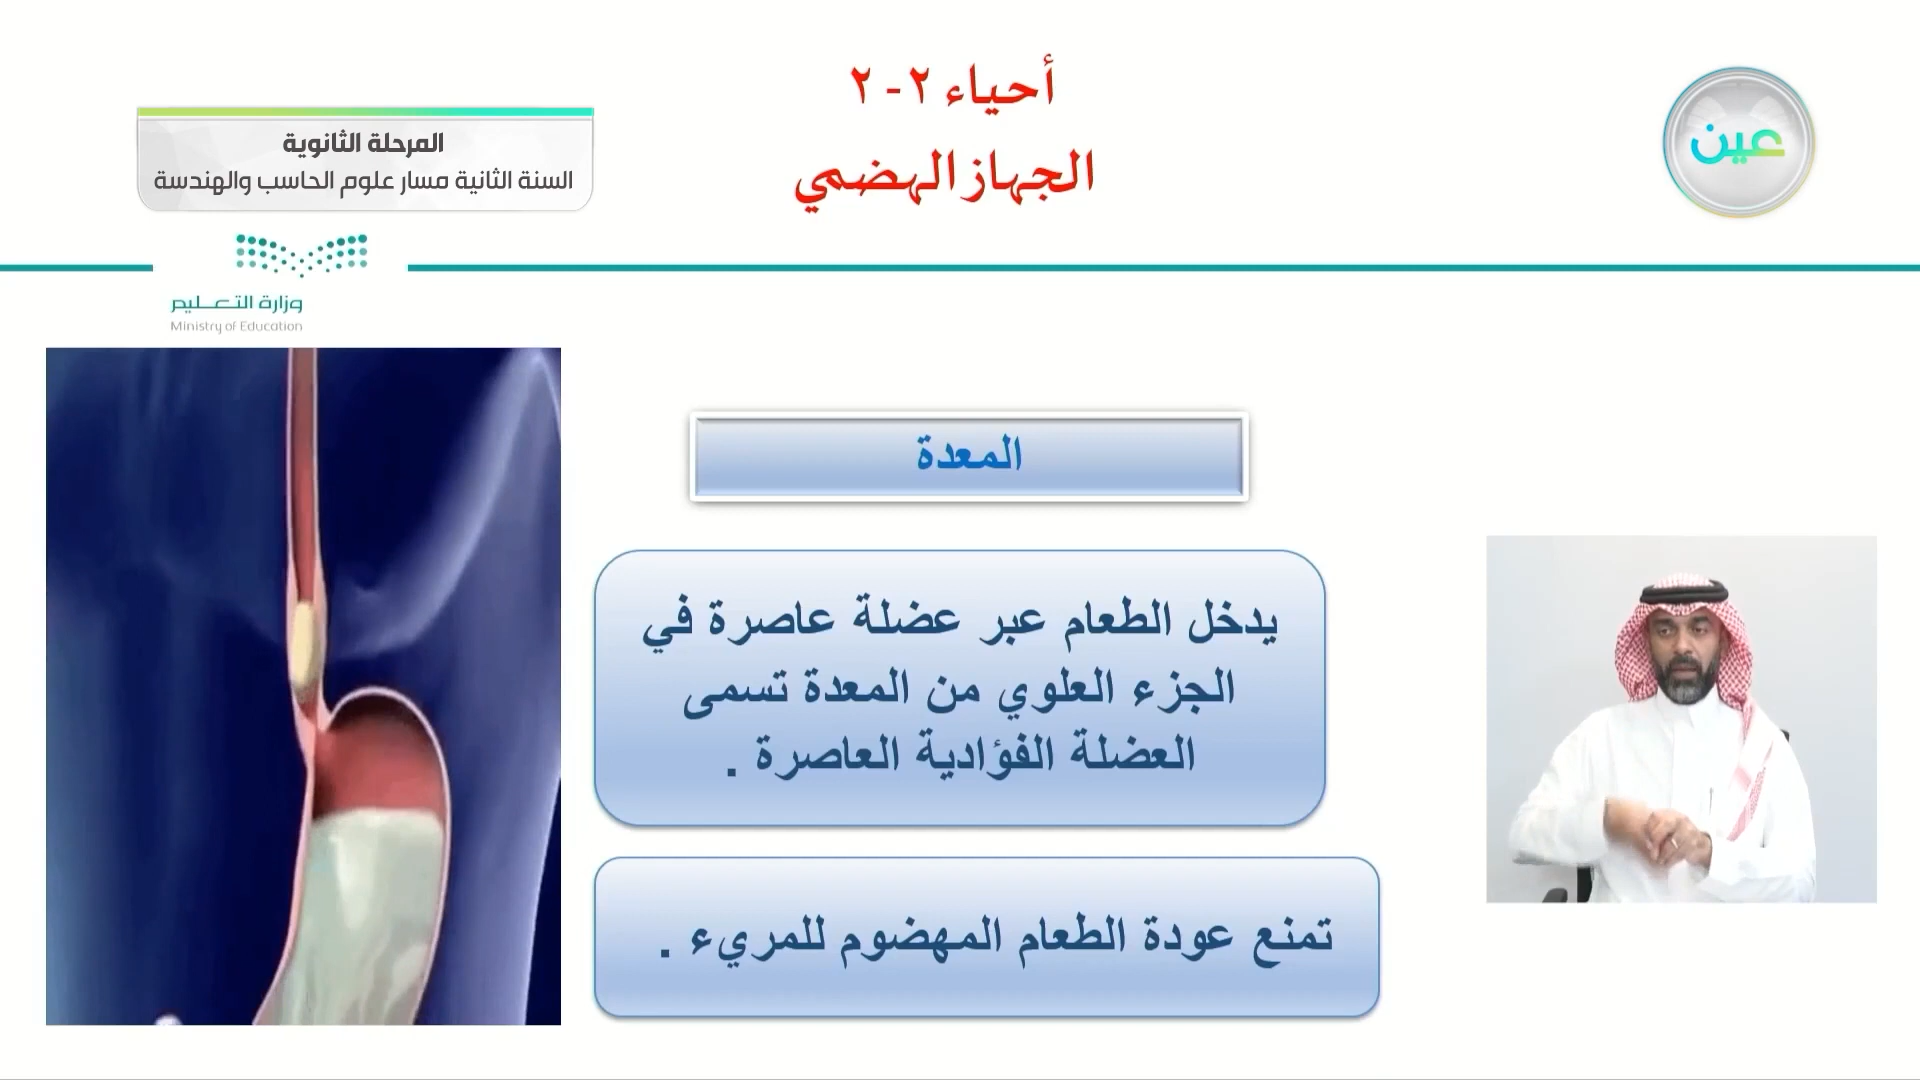 أحياء ٢-٢
الجهاز الهضمي
عين
المرحلة الثانوية
السنة الثانية مسار علوم الحاسب والهندسة
وزارة التعليم
Ministry of Education
المعدة
يدخل الطعام عبر عضلة عاصرة في
الجزء العلوي من المعدة تسمى
العضلة الفؤادية العاصرة .
تمنع عودة الطعام المهضوم للمريء .